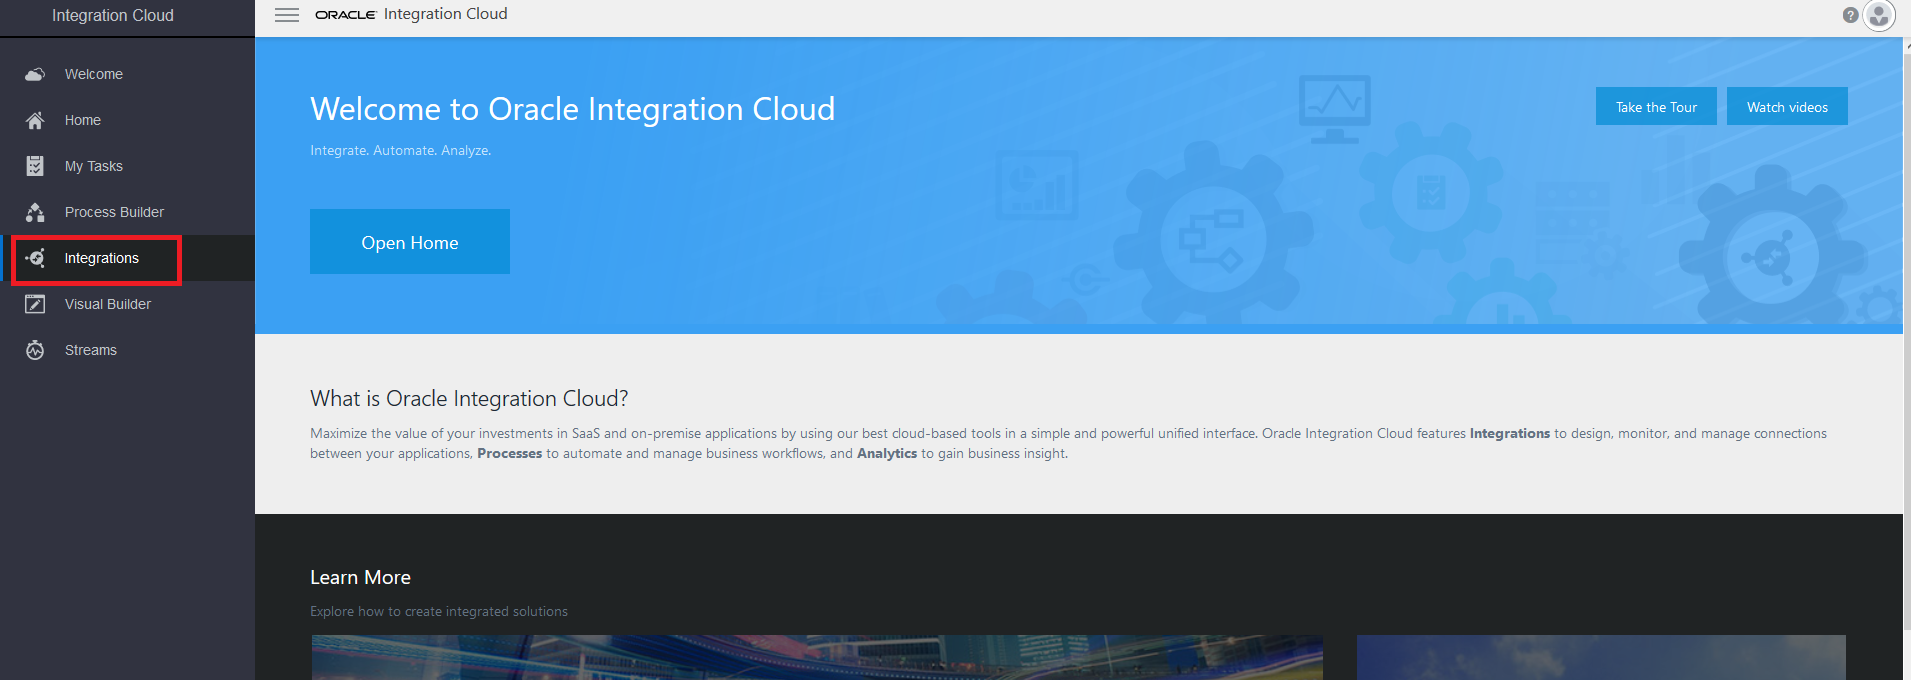 Integration Cloud
ORACLE Integration Cloud
?
Welcome
Home
My Tasks
Process Builder
Integrations
Visual Builder
Streams
Welcome to Oracle Integration Cloud
Integrate. Automate. Analyze.
Take the Tour
Watch videos
Open Home
What is Oracle Integration Cloud?
Maximize the value of your investments in SaaS and on-premise applications by using our best cloud-based tools in a simple and powerful unified interface. Oracle Integration Cloud features Integrations to design, monitor, and manage connections
between your applications, Processes to automate and manage business workflows, and Analytics to gain business insight.
Learn More
Explore how to create integrated solutions